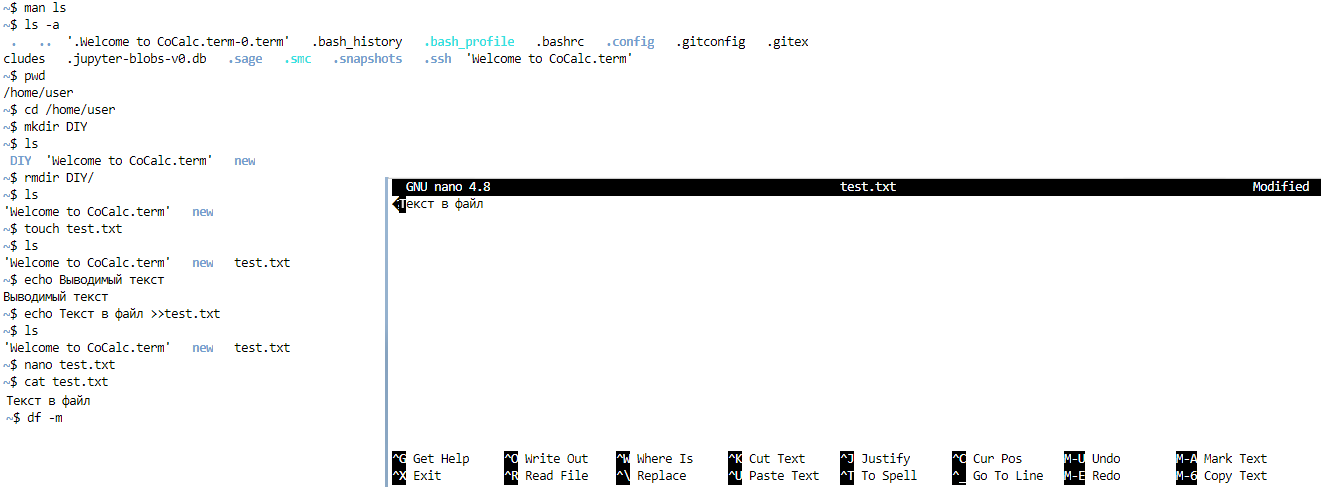 ~$ man ls
~$ ls -a
.   ..  '.Welcome to CoCalc.term-0.term'   .bash_history   .bash_profile   .bashrc   .config   .gitconfig   .gitex
cludes   .jupyter-blobs-v0.db   .sage   .smc   .snapshots   .ssh  'Welcome to CoCalc.term'
~$ pwd
/home/user
~$ cd /home/user
~$ mkdir DIY
~$ ls
DIY  'Welcome to CoCalc.term'   new
~$ rmdir DIY/
~$ ls
'Welcome to CoCalc.term'   new
~$ touch test.txt
~$ ls
'Welcome to CoCalc.term'   new   test.txt
~$ echo Выводимый текст
Выводимый текст
~$ echo Текст в файл >>test.txt
~$ ls
'Welcome to CoCalc.term'   new   test.txt
~$ nano test.txt
~$ cat test.txt
Текст в файл
~$ df -m
GNU nano 4.8   test.txt   Modified
Текст в файл
^G Get Help   ^O Write Out   ^W Where Is   ^K Cut Text   ^J Justify   ^C Cur Pos   M-U Undo   M-A Mark Text
^X Exit   ^R Read File   ^\ Replace   ^U Paste Text   ^T To Spell   ^_ Go To Line   M-E Redo   M-6 Copy Text